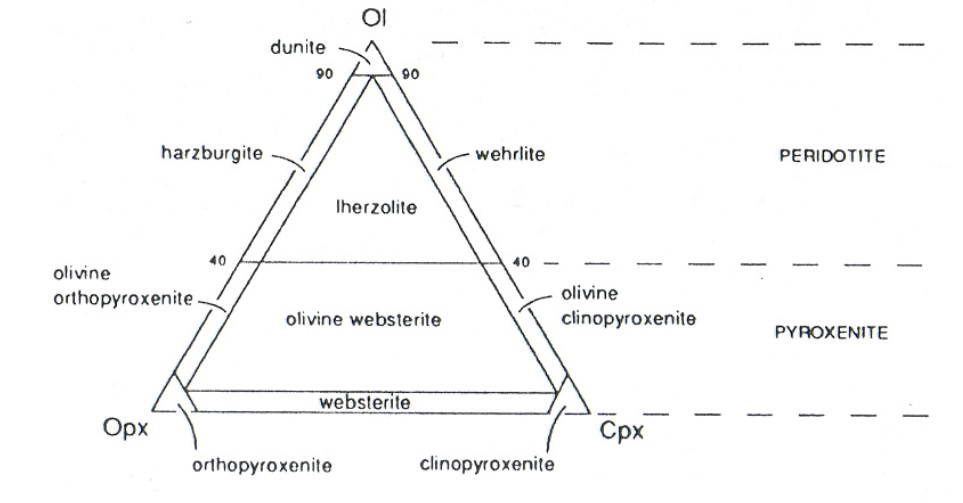 Ol
dunite
90
90
harzburgite
wehrlite
PERIDOTITE
lherzolite
40
40
olivine
orthopyroxenite
olivine
clinopyroxenite
olivine websterite
PYROXENITE
websterite
Opx
Cpx
orthopyroxenite
clinopyroxenite